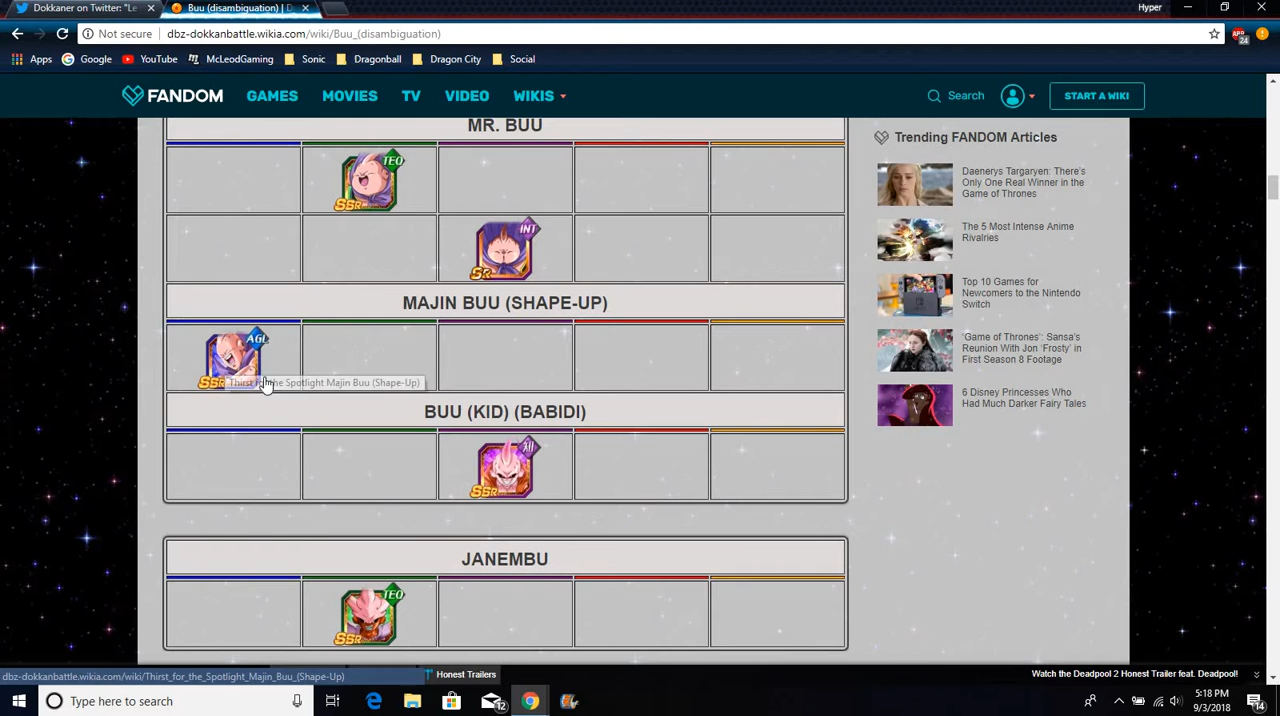 Dokkaner on Twitter: "Le
Buu (disambiguation) | D
Hyper
Not secure
dbz-dokkanbattle.wikia.com/wiki/Buu_(disambiguation)
24
Apps
Google
YouTube
McLeodGaming
Sonic
Dragonball
Dragon City
Social
FANDOM
GAMES
MOVIES
TV
VIDEO
WIKIS
Search
START A WIKI
MR. BUU
TEQ
SSR
INT
SR
MAJIN BUU (SHAPE-UP)
AGL
SSR
Thirst for the Spotlight Majin Buu (Shape-Up)
BUU (KID) (BABIDI)
SSR
JANEMBU
TEQ
SSR
Trending FANDOM Articles
Daenerys Targaryen: There's
Only One Real Winner in the
Game of Thrones
The 5 Most Intense Anime
Rivalries
Top 10 Games for
Newcomers to the Nintendo
Switch
'Game of Thrones': Sansa's
Reunion With Jon 'Frosty' in
First Season 8 Footage
6 Disney Princesses Who
Had Much Darker Fairy Tales
dbz-dokkanbattle.wikia.com/wiki/Thirst_for_the_Spotlight_Majin_Buu_(Shape-Up)
Honest Trailers
Watch the Deadpool 2 Honest Trailer feat. Deadpool!
Type here to search
12
5:18 PM
9/3/2018
14